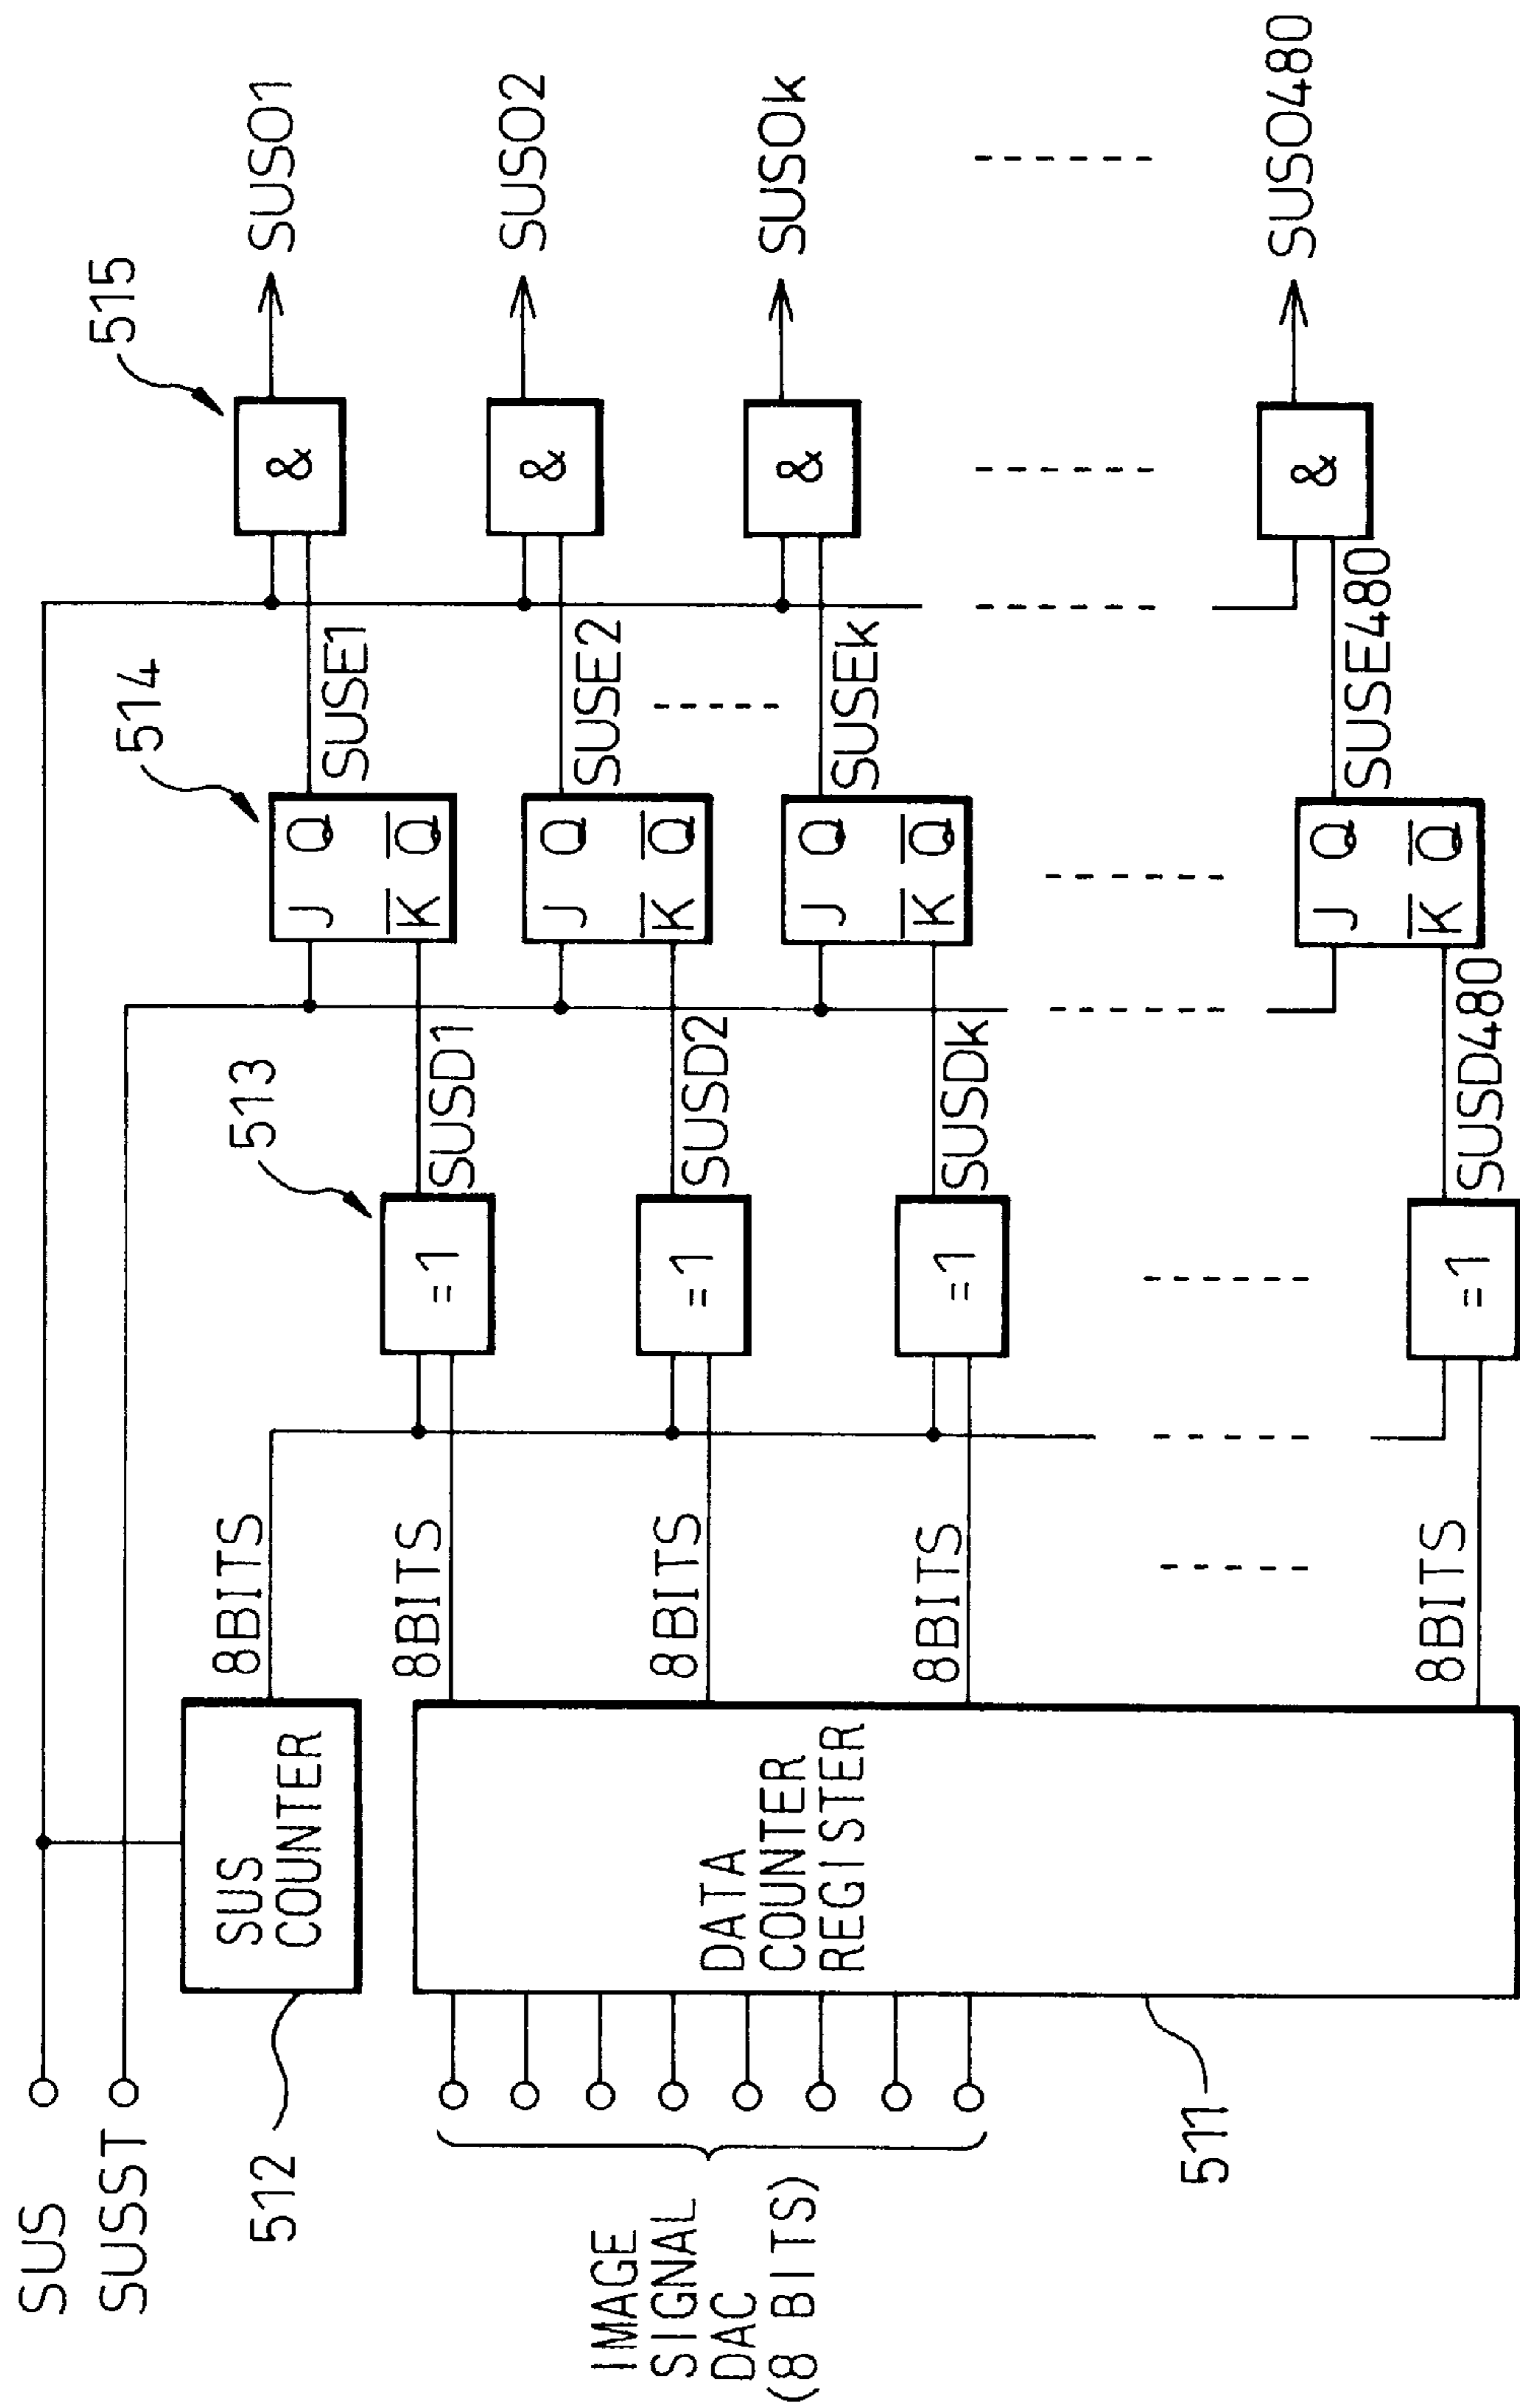 SUS
SUSST
512
SUS
COUNTER
8BITS
IMAGE
SIGNAL
DAC
(8 BITS)
511
DATA
COUNTER
REGISTER
8BITS
8BITS
8BITS
8BITS
513
=1
=1
=1
=1
SUSD1
SUSD2
SUSDk
SUSD480
514
J Q
K Q
J Q
K Q
J Q
K Q
J Q
K Q
SUSE1
SUSE2
SUSEk
SUSE480
515
&
&
&
&
SUSO1
SUSO2
SUSOk
SUSO480